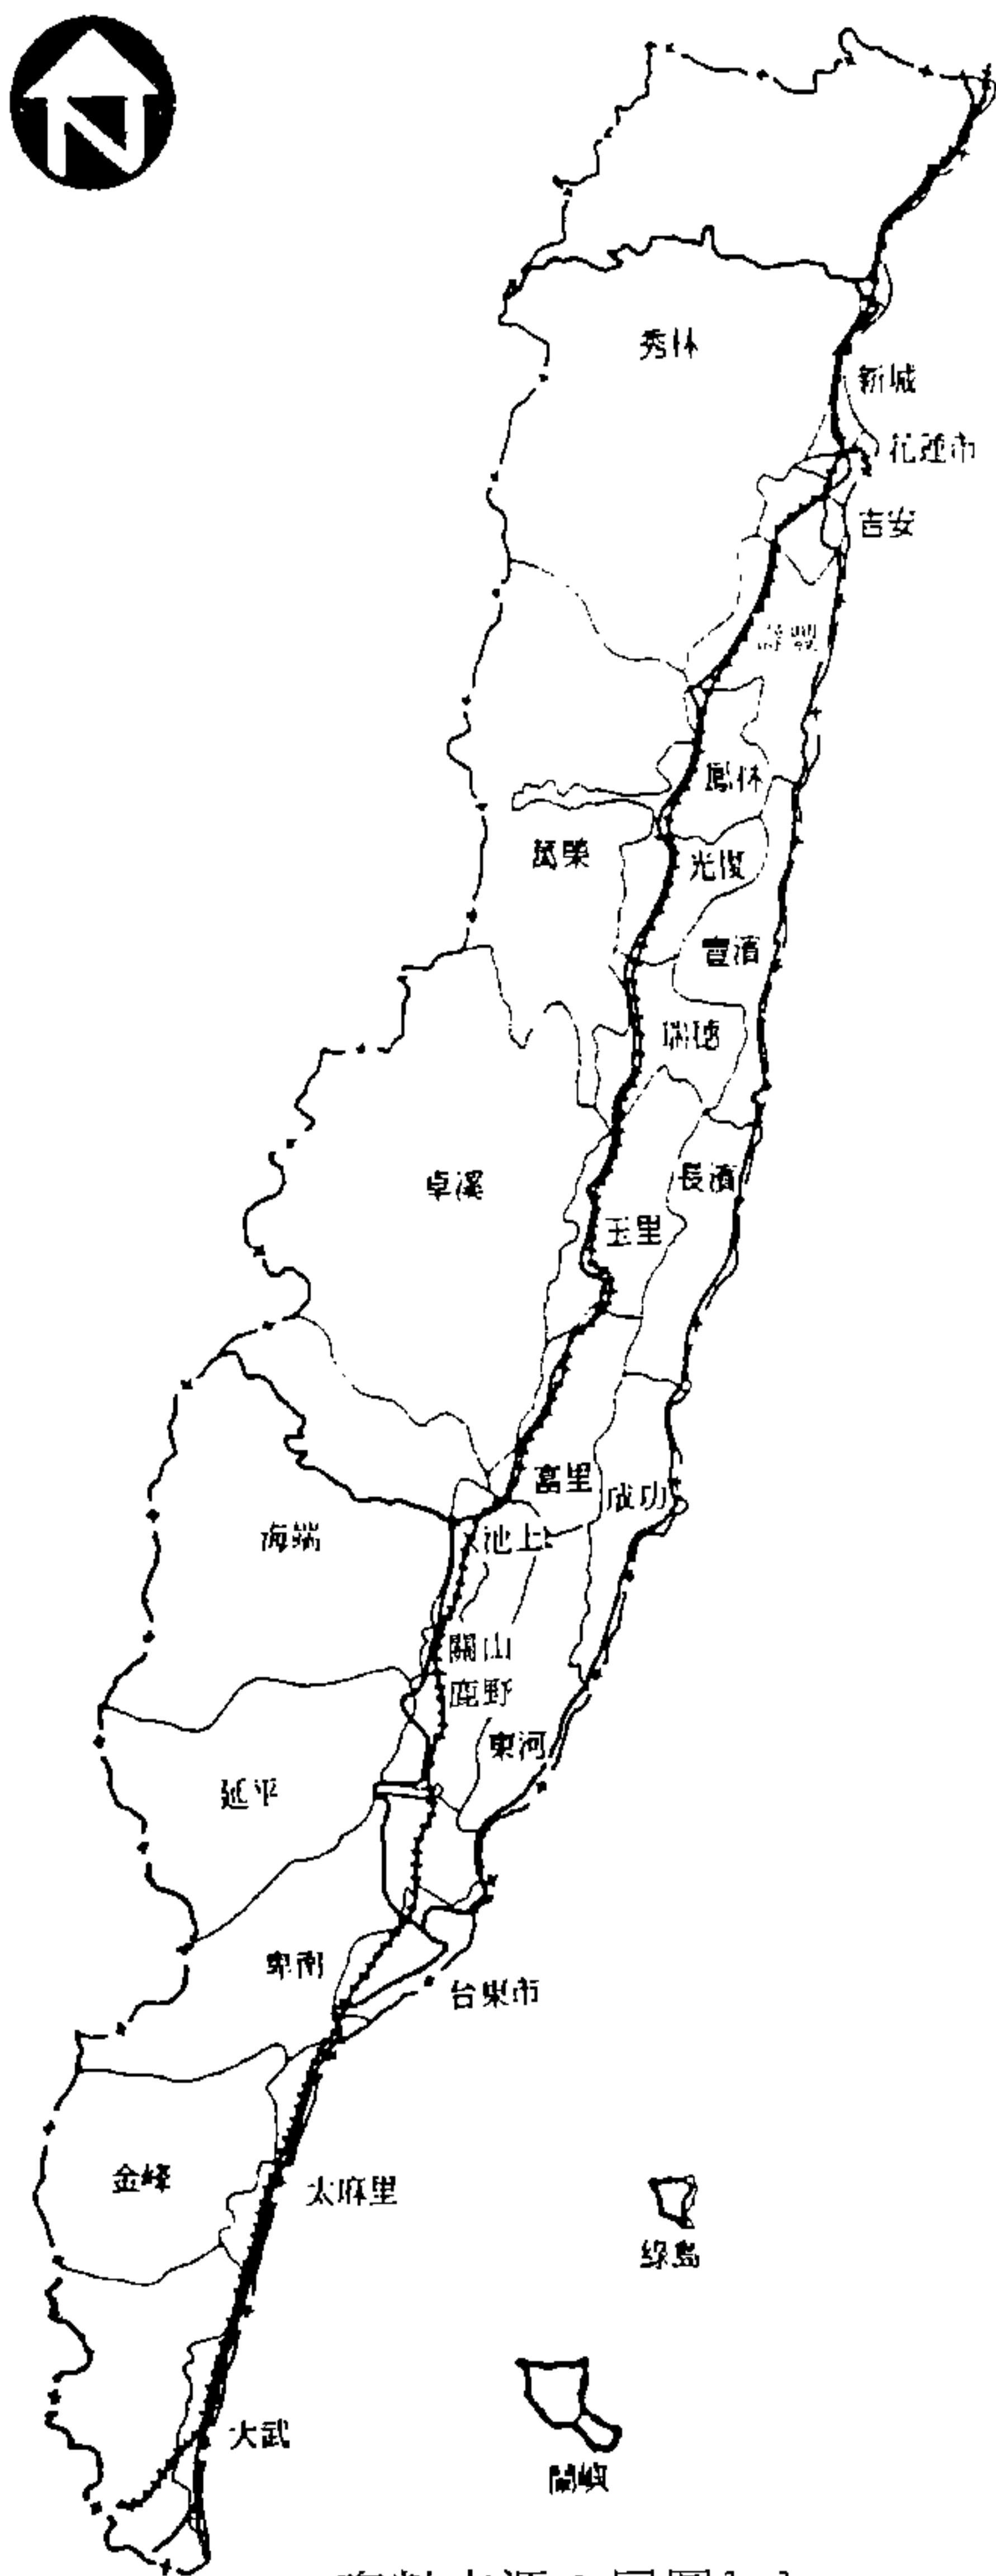 N
秀林
新城
花蓮市
吉安
壽豐
鳳林
萬榮
光復
豐濱
瑞穗
長濱
卓溪
玉里
富里
成功
海端
池上
關山
鹿野
東河
延平
卑南
台東市
金峰
太麻里
綠島
大武
蘭嶼